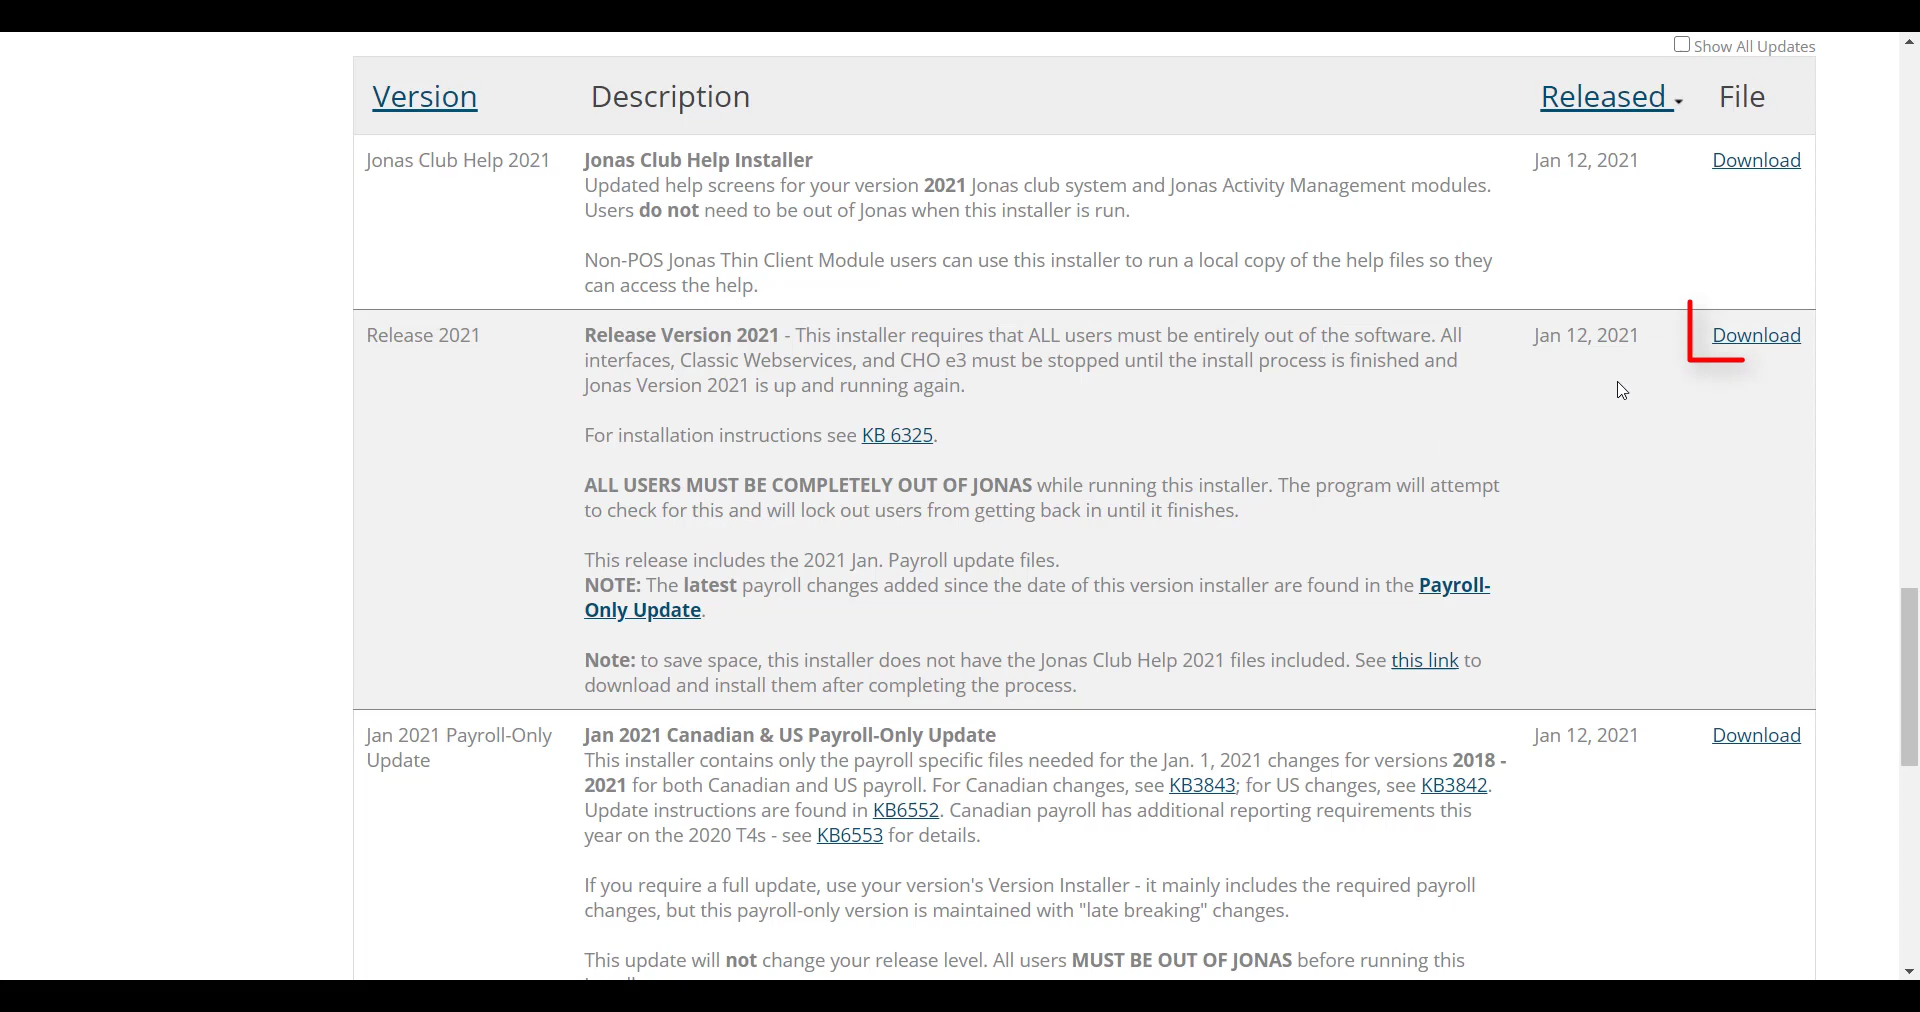 Show All Updates
Version Description Released File
Jonas Club Help 2021 Jonas Club Help Installer Jan 12, 2021 Download
Updated help screens for your version 2021 Jonas club system and Jonas Activity Management modules.
Users do not need to be out of Jonas when this installer is run.
Non-POS Jonas Thin Client Module users can use this installer to run a local copy of the help files so they
can access the help.
Release 2021 Release Version 2021 - This installer requires that ALL users must be entirely out of the software. All Jan 12, 2021 Download
interfaces, Classic Webservices, and CHO e3 must be stopped until the install process is finished and
Jonas Version 2021 is up and running again.
For installation instructions see KB 6325.
ALL USERS MUST BE COMPLETELY OUT OF JONAS while running this installer. The program will attempt
to check for this and will lock out users from getting back in until it finishes.
This release includes the 2021 Jan. Payroll update files.
NOTE: The latest payroll changes added since the date of this version installer are found in the Payroll-
Only Update.
Note: to save space, this installer does not have the Jonas Club Help 2021 files included. See this link to
download and install them after completing the process.
Jan 2021 Payroll-Only Jan 2021 Canadian & US Payroll-Only Update Jan 12, 2021 Download
Update This installer contains only the payroll specific files needed for the Jan. 1, 2021 changes for versions 2018 -
2021 for both Canadian and US payroll. For Canadian changes, see KB3843; for US changes, see KB3842.
Update instructions are found in KB6552. Canadian payroll has additional reporting requirements this
year on the 2020 T4s - see KB6553 for details.
If you require a full update, use your version's Version Installer - it mainly includes the required payroll
changes, but this payroll-only version is maintained with "late breaking" changes.
This update will not change your release level. All users MUST BE OUT OF JONAS before running this